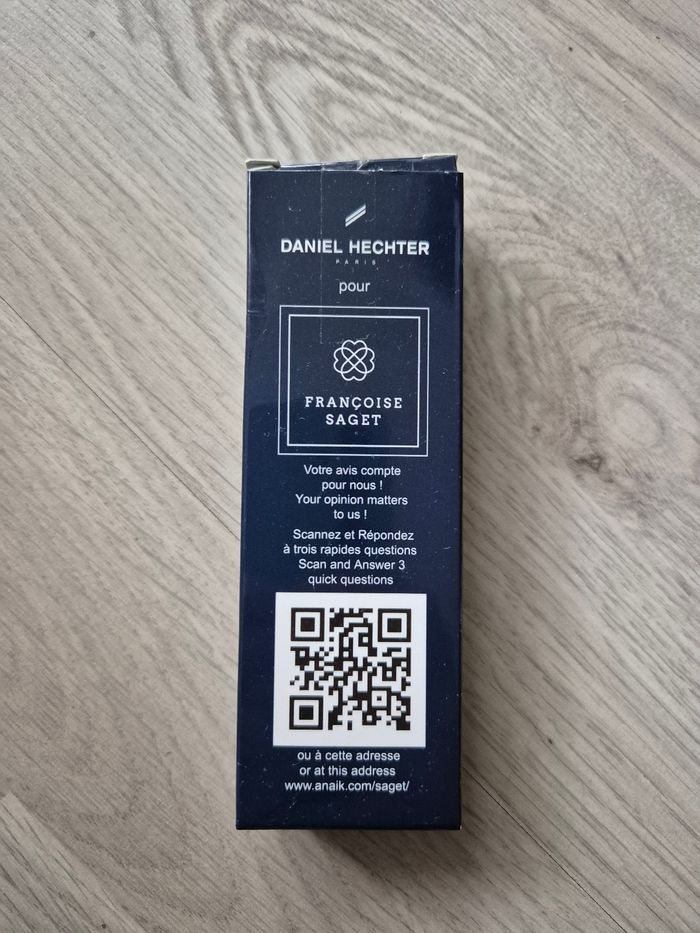 DANIEL HECHTER
PARIS
pour
FRANÇOISE
SAGET
Votre avis compte
pour nous !
Your opinion matters
to us !
Scannez et Répondez
à trois rapides questions
Scan and Answer 3
quick questions
ou à cette adresse
or at this address
www.anaik.com/saget/